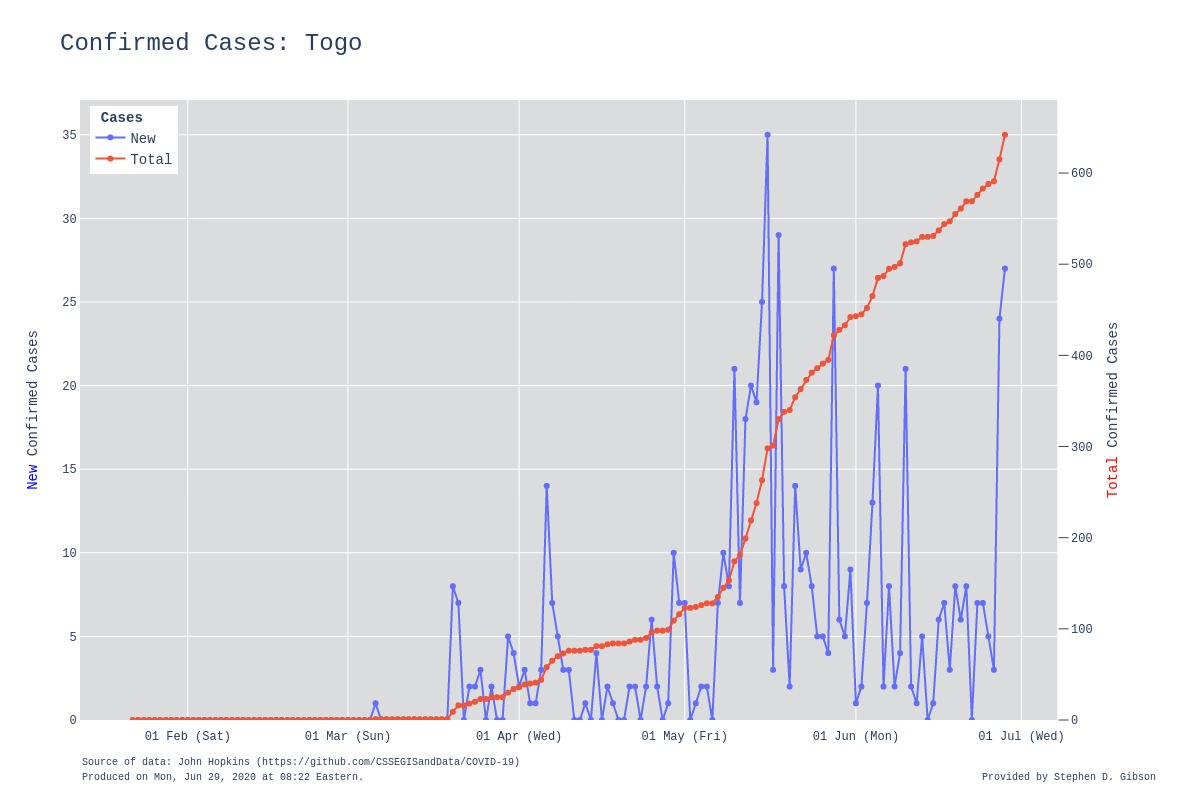 Confirmed Cases: Togo
Cases
New
Total
35
30
25
20
15
10
5
0
600
500
400
300
200
100
0
New Confirmed Cases
Total Confirmed Cases
01 Feb (Sat)
01 Mar (Sun)
01 Apr (Wed)
01 May (Fri)
01 Jun (Mon)
01 Jul (Wed)
Source of data: John Hopkins (https://github.com/CSSEGISandData/COVID-19)
Produced on Mon, Jun 29, 2020 at 08:22 Eastern.
Provided by Stephen D. Gibson